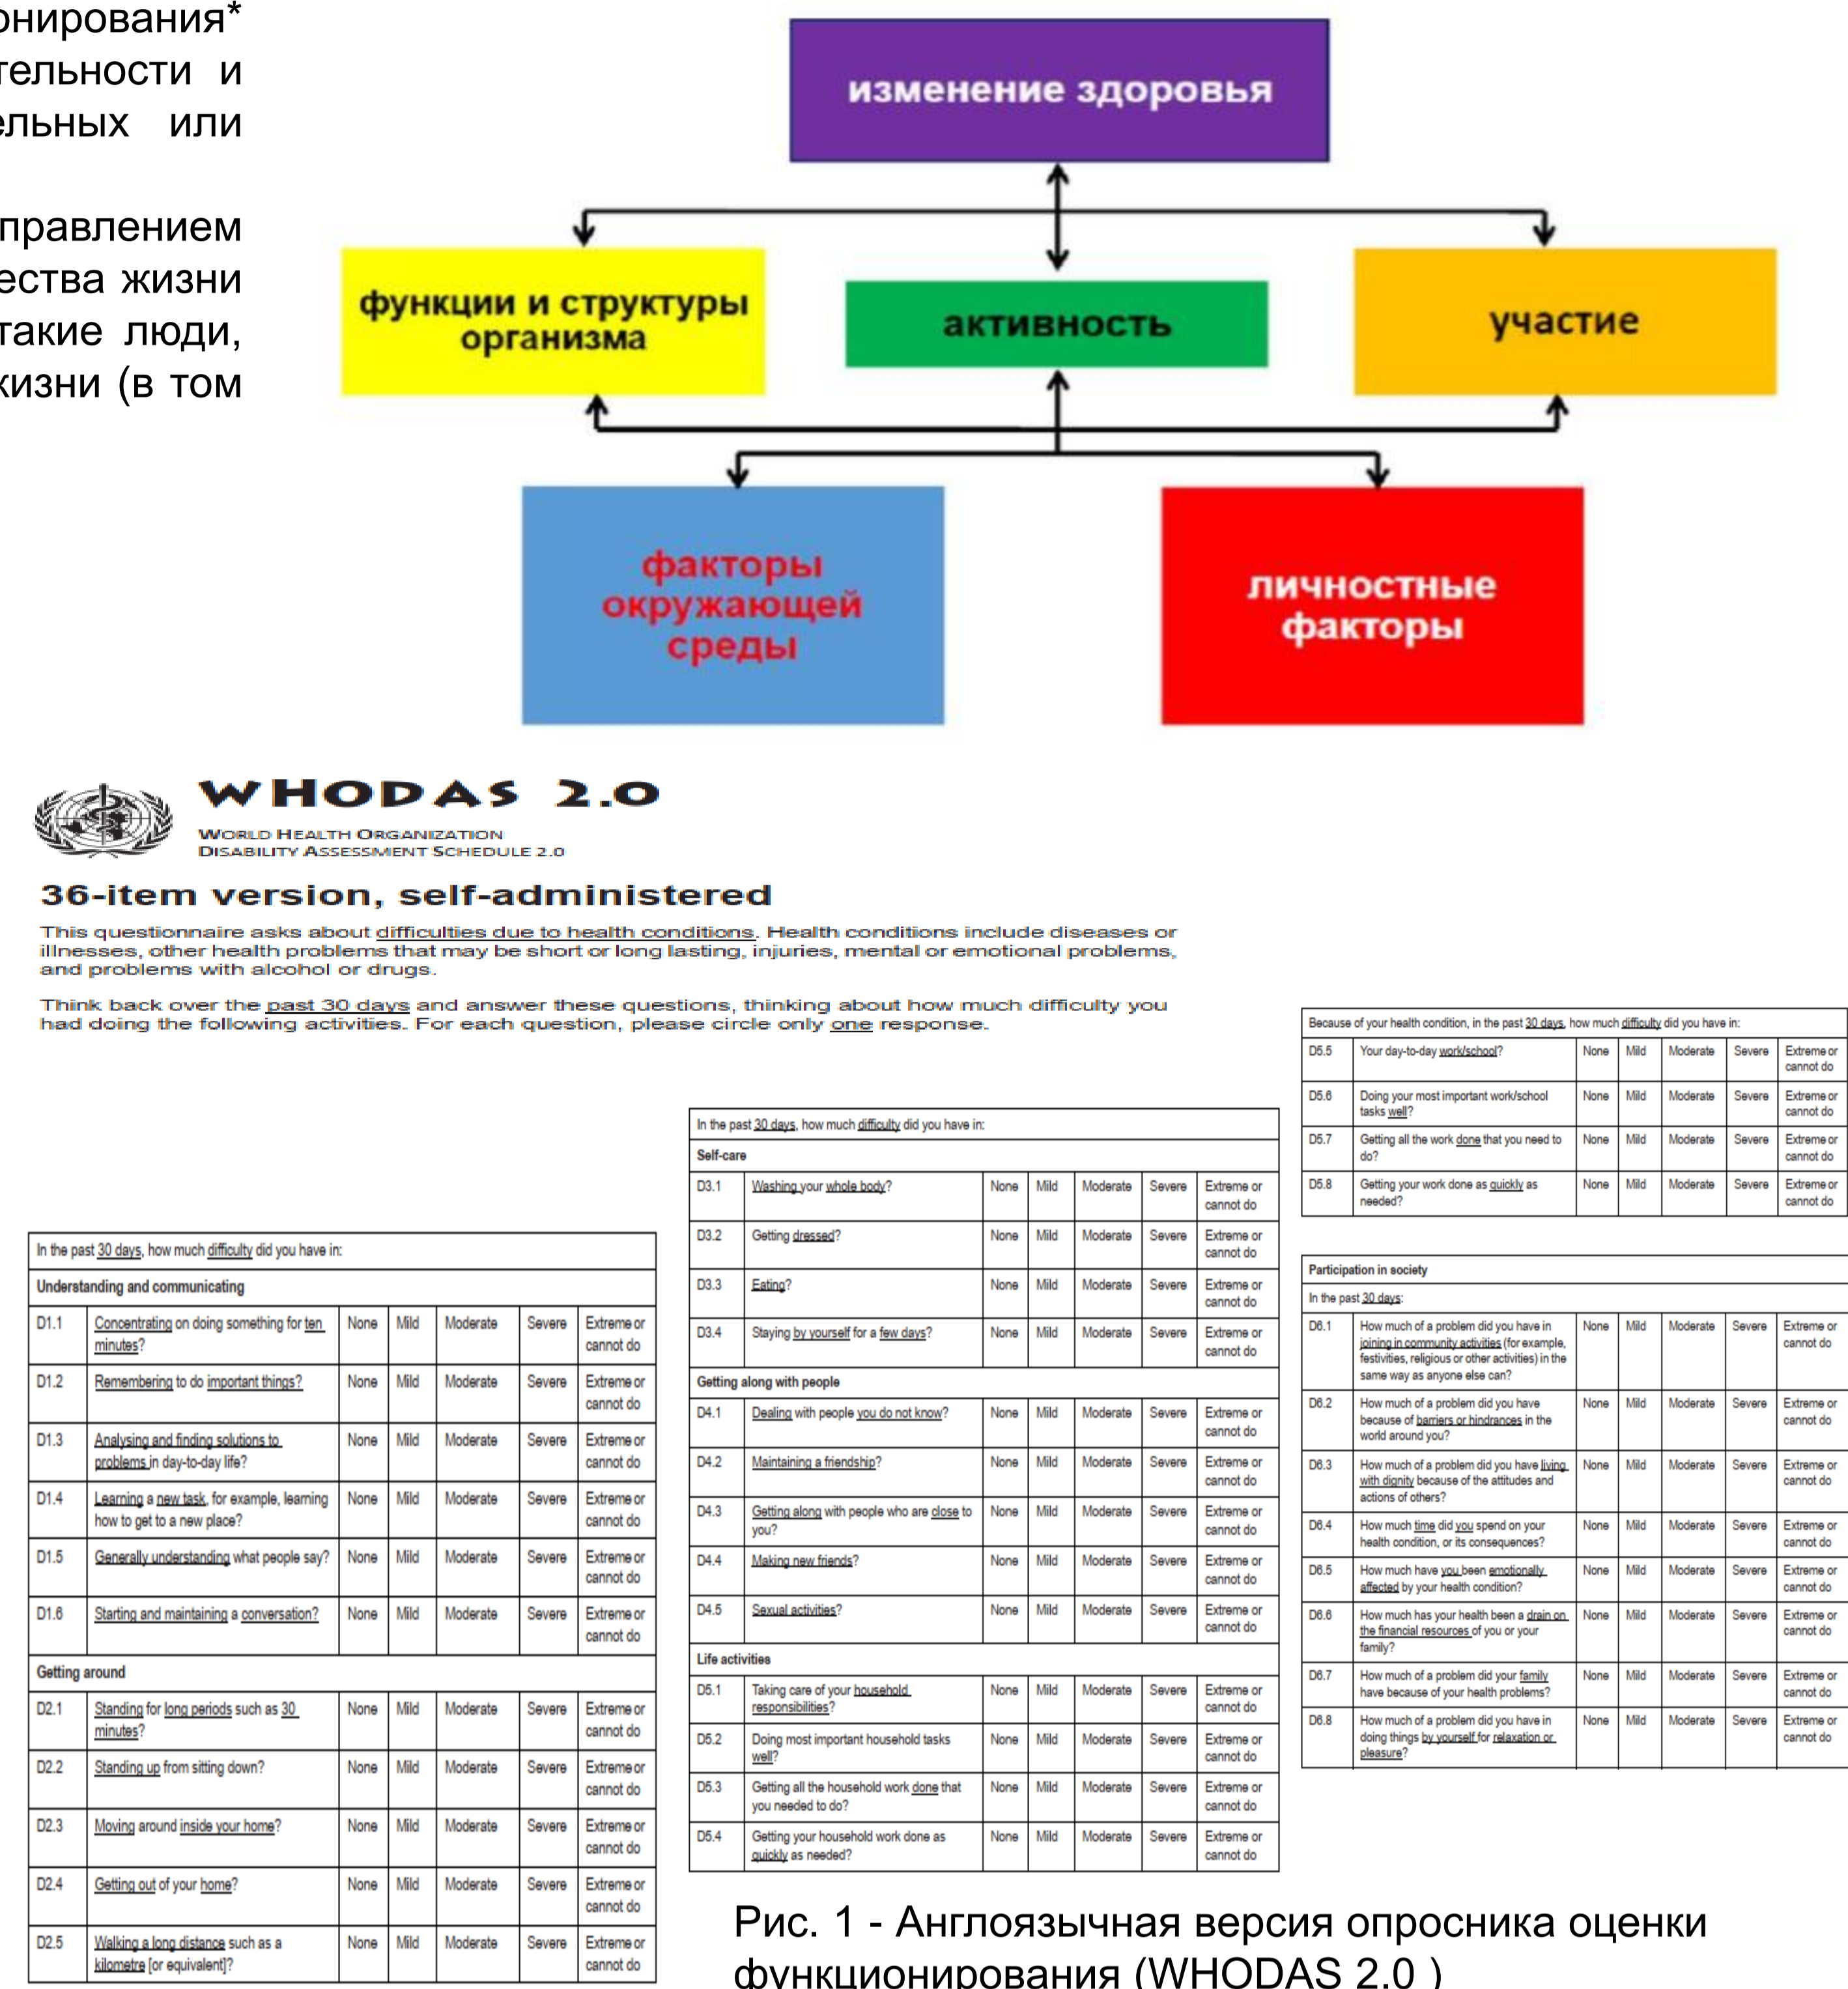 онирования*
тельности и
ельных или
правлением
ества жизни
такие люди,
жизни (в том
изменение здоровья
функции и структуры
организма
активность
участие
факторы
окружающей
среды
личностные
факторы
WHODAS 2.0
WORLD HEALTH ORGANIZATION
DISABILITY ASSESSMENT SCHEDULE 2.0
36-item version, self-administered
This questionnaire asks about difficulties due to health conditions. Health conditions include diseases or
illnesses, other health problems that may be short or long lasting, injuries, mental or emotional problems,
and problems with alcohol or drugs.
Think back over the past 30 days and answer these questions, thinking about how much difficulty you
had doing the following activities. For each question, please circle only one response.
In the past 30 days, how much difficulty did you have in:
Understanding and communicating
D1.1 Concentrating on doing something for ten None Mild Moderate Severe Extreme or
minutes? cannot do
D1.2 Remembering to do important things? None Mild Moderate Severe Extreme or
cannot do
D1.3 Analysing and finding solutions to None Mild Moderate Severe Extreme or
problems in day-to-day life? cannot do
D1.4 Learning a new task, for example, learning None Mild Moderate Severe Extreme or
how to get to a new place? cannot do
D1.5 Generally understanding what people say? None Mild Moderate Severe Extreme or
cannot do
D1.6 Starting and maintaining a conversation? None Mild Moderate Severe Extreme or
cannot do
Getting around
D2.1 Standing for long periods such as 30 None Mild Moderate Severe Extreme or
minutes? cannot do
D2.2 Standing up from sitting down? None Mild Moderate Severe Extreme or
cannot do
D2.3 Moving around inside your home? None Mild Moderate Severe Extreme or
cannot do
D2.4 Getting out of your home? None Mild Moderate Severe Extreme or
cannot do
D2.5 Walking a long distance such as a None Mild Moderate Severe Extreme or
kilometre [or equivalent]? cannot do
In the past 30 days, how much difficulty did you have in:
Self-care
D3.1 Washing your whole body? None Mild Moderate Severe Extreme or
cannot do
D3.2 Getting dressed? None Mild Moderate Severe Extreme or
cannot do
D3.3 Eating? None Mild Moderate Severe Extreme or
cannot do
D3.4 Staying by yourself for a few days? None Mild Moderate Severe Extreme or
cannot do
Getting along with people
D4.1 Dealing with people you do not know? None Mild Moderate Severe Extreme or
cannot do
D4.2 Maintaining a friendship? None Mild Moderate Severe Extreme or
cannot do
D4.3 Getting along with people who are close to None Mild Moderate Severe Extreme or
you? cannot do
D4.4 Making new friends? None Mild Moderate Severe Extreme or
cannot do
D4.5 Sexual activities? None Mild Moderate Severe Extreme or
cannot do
Life activities
D5.1 Taking care of your household None Mild Moderate Severe Extreme or
responsibilities? cannot do
D5.2 Doing most important household tasks None Mild Moderate Severe Extreme or
well? cannot do
D5.3 Getting all the household work done that None Mild Moderate Severe Extreme or
you needed to do? cannot do
D5.4 Getting your household work done as None Mild Moderate Severe Extreme or
quickly as needed? cannot do
Because of your health condition, in the past 30 days, how much difficulty did you have in:
D5.5 Your day-to-day work/school? None Mild Moderate Severe Extreme or
cannot do
D5.6 Doing your most important work/school None Mild Moderate Severe Extreme or
tasks well? cannot do
D5.7 Getting all the work done that you need to None Mild Moderate Severe Extreme or
do? cannot do
D5.8 Getting your work done as quickly as None Mild Moderate Severe Extreme or
needed? cannot do
Participation in society
In the past 30 days:
D6.1 How much of a problem did you have in None Mild Moderate Severe Extreme or
joining in community activities (for example, cannot do
festivities, religious or other activities) in the
same way as anyone else can?
D6.2 How much of a problem did you have None Mild Moderate Severe Extreme or
because of barriers or hindrances in the cannot do
world around you?
D6.3 How much of a problem did you have living None Mild Moderate Severe Extreme or
with dignity because of the attitudes and cannot do
actions of others?
D6.4 How much time did you spend on your None Mild Moderate Severe Extreme or
health condition, or its consequences? cannot do
D6.5 How much have you been emotionally None Mild Moderate Severe Extreme or
affected by your health condition? cannot do
D6.6 How much has your health been a drain on None Mild Moderate Severe Extreme or
the financial resources of you or your cannot do
family?
D6.7 How much of a problem did your family None Mild Moderate Severe Extreme or
have because of your health problems? cannot do
D6.8 How much of a problem did you have in None Mild Moderate Severe Extreme or
doing things by yourself for relaxation or cannot do
pleasure?
Рис. 1 - Англоязычная версия опросника оценки
функционирования (WHODAS 2.0 )